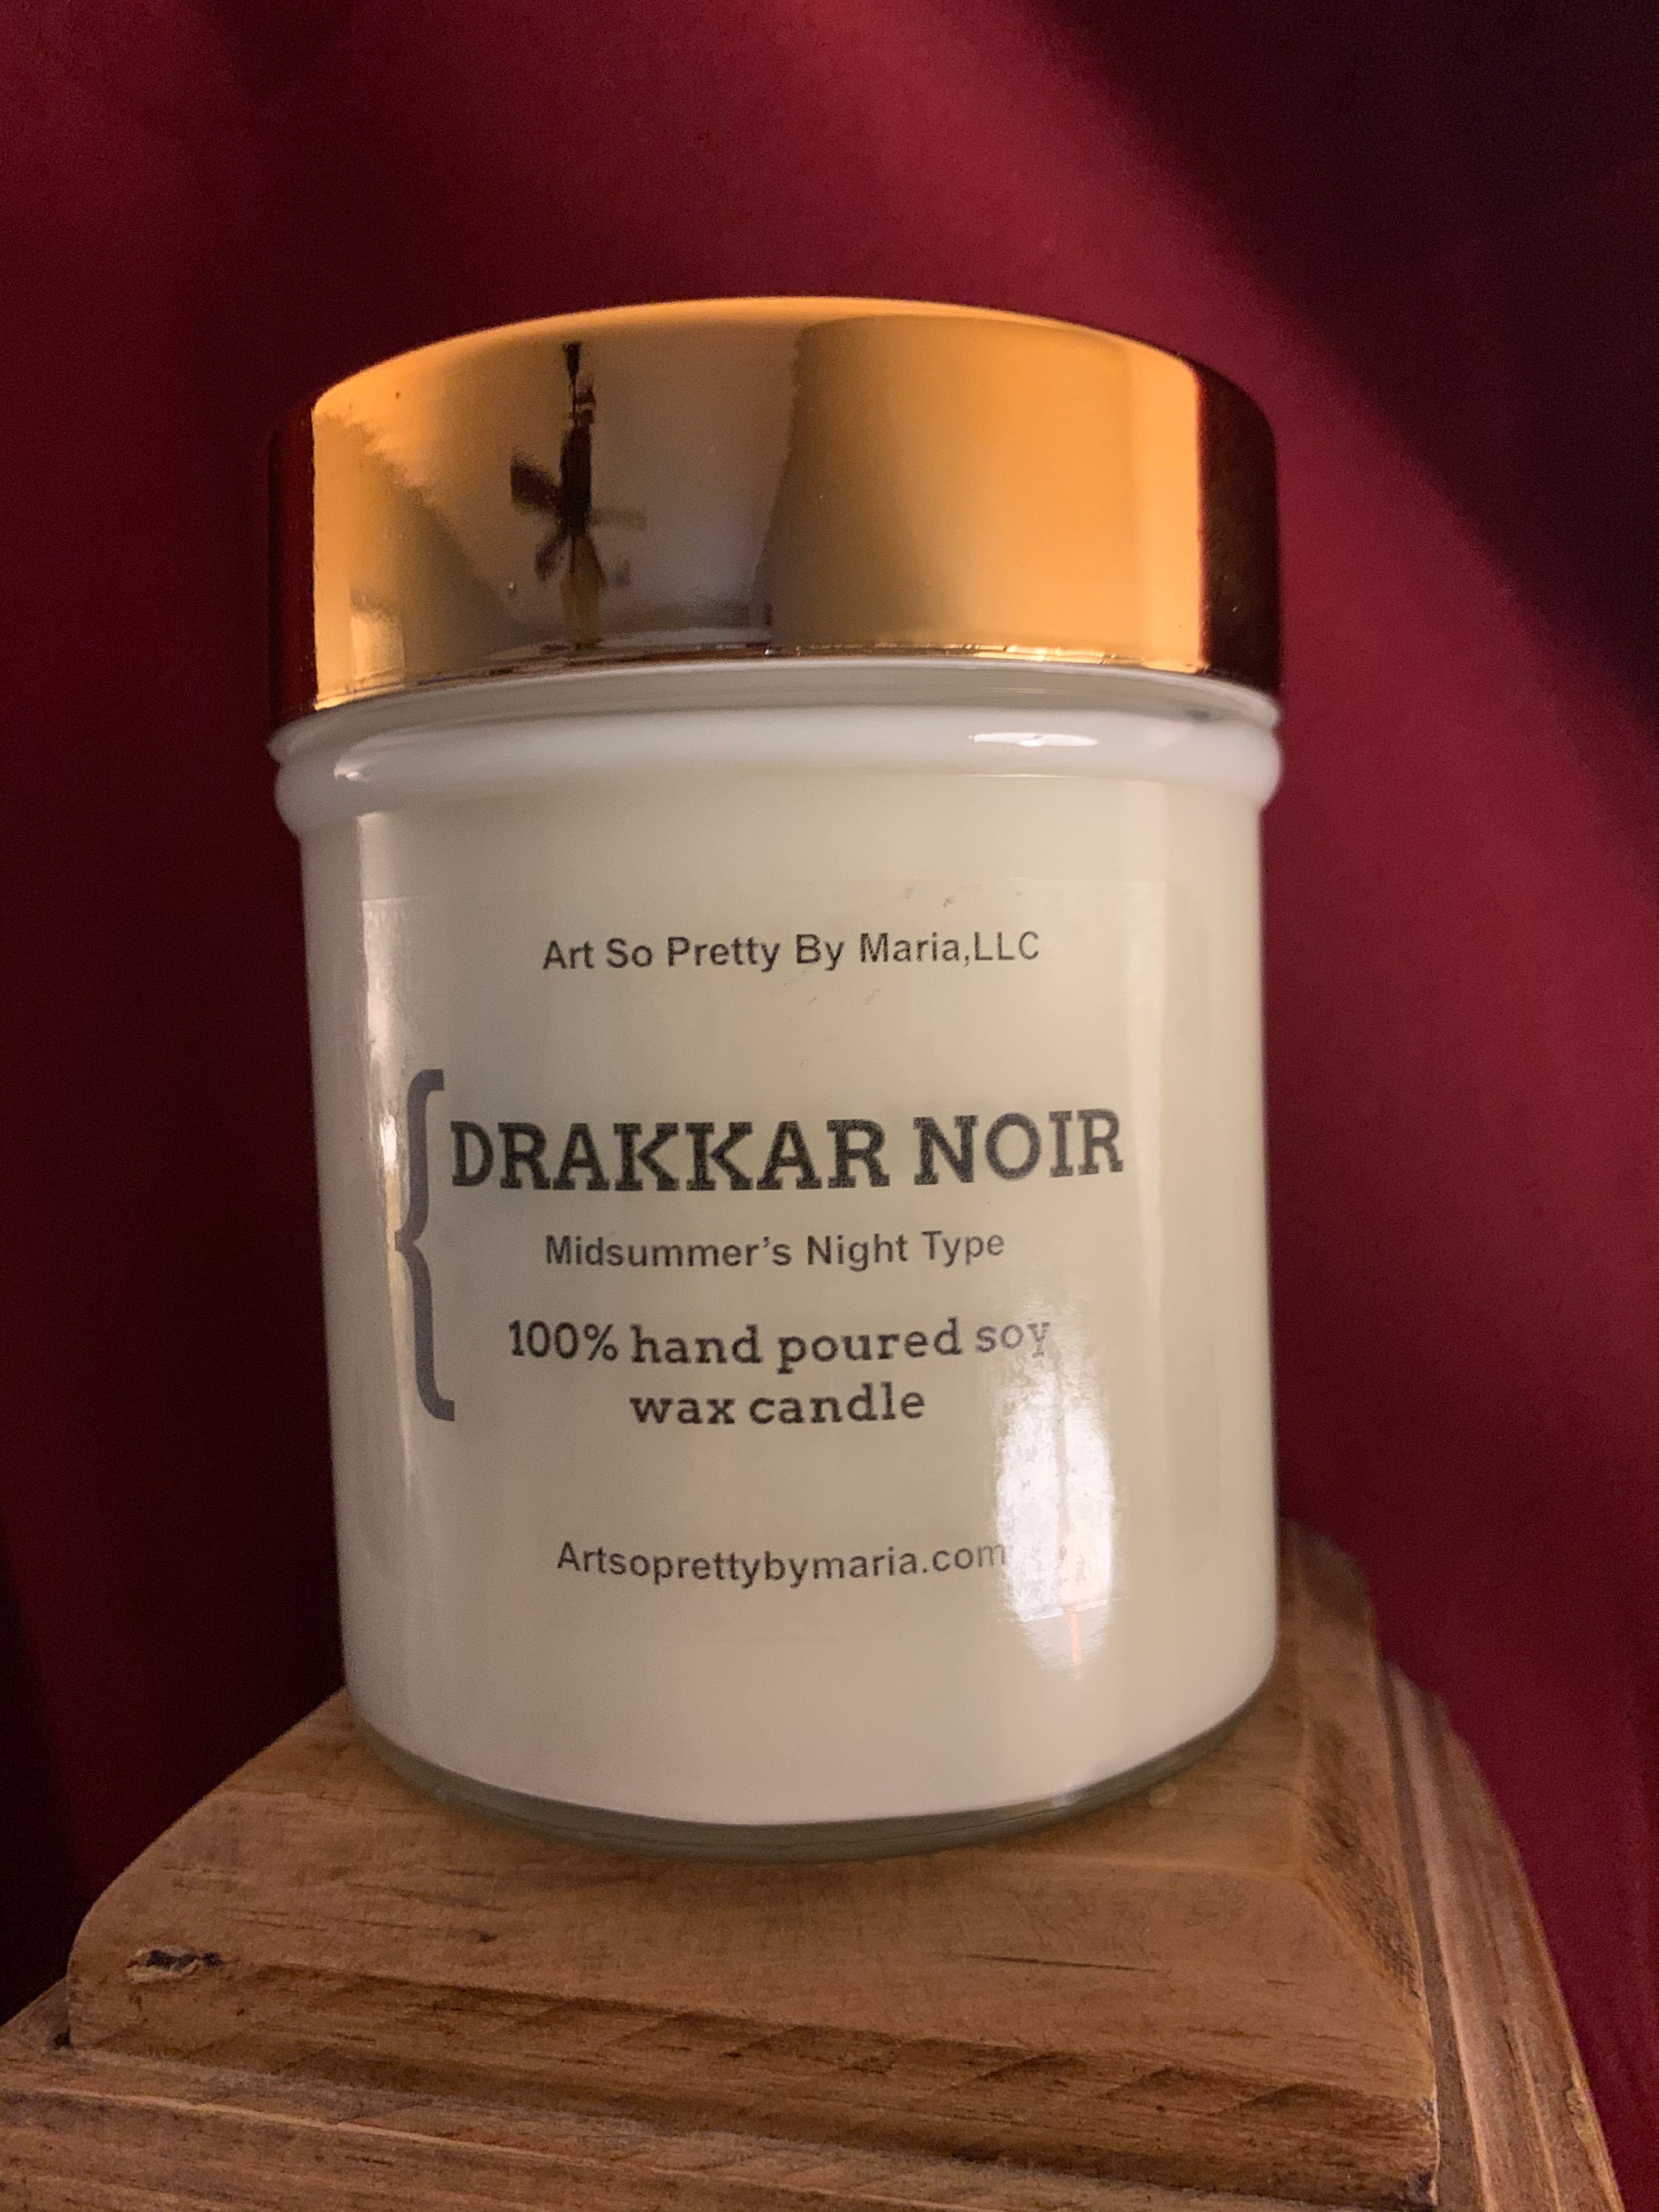 Art So Pretty By Maria,LLC
{
DRAKKAR NOIR
Midsummer’s Night Type
100% hand poured soy
wax candle
Artsoprettybymaria.com